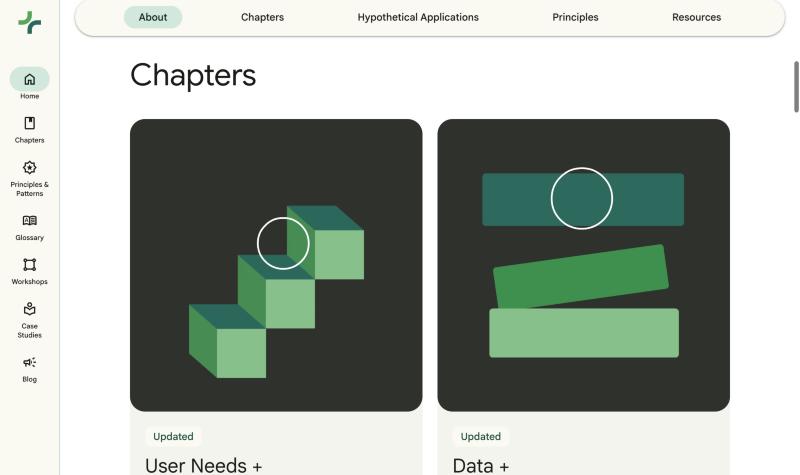 About
Chapters
Hypothetical Applications
Principles
Resources
Home
Chapters
Principles &
Patterns
Glossary
Workshops
Case
Studies
Blog
Chapters
Updated
User Needs +
Updated
Data +